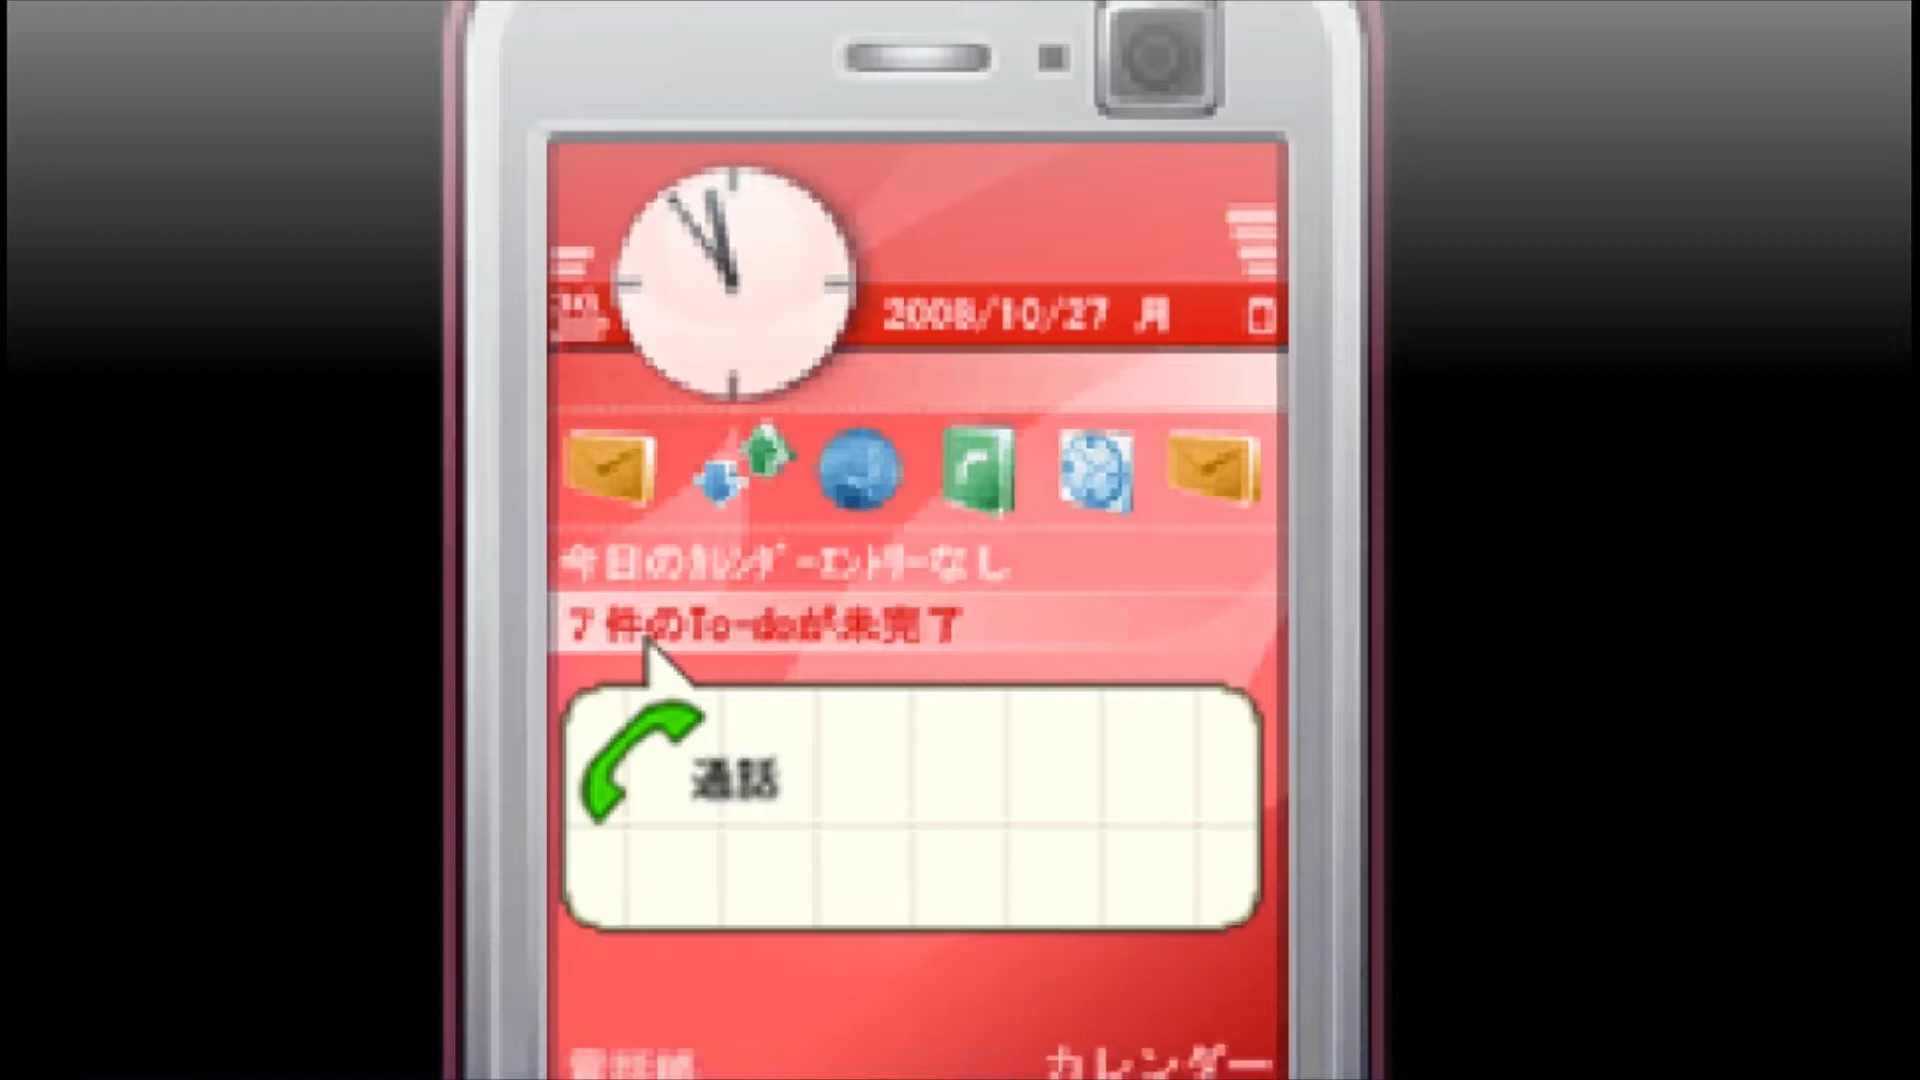 2008/10/27 月
今日のｶﾚﾝﾀﾞｰｴﾝﾄﾘｰなし
7 件のTo-doが未完了
通話
電話帳 カレンダー